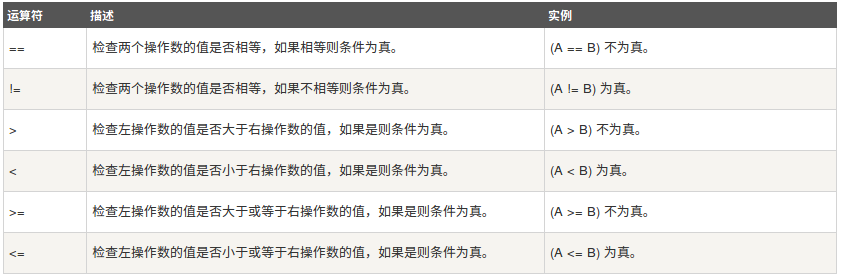 运算符 描述 实例
== 检查两个操作数的值是否相等，如果相等则条件为真。 (A == B) 不为真。
!= 检查两个操作数的值是否相等，如果不相等则条件为真。 (A != B) 为真。
> 检查左操作数的值是否大于右操作数的值，如果是则条件为真。 (A > B) 不为真。
< 检查左操作数的值是否小于右操作数的值，如果是则条件为真。 (A < B) 为真。
>= 检查左操作数的值是否大于或等于右操作数的值，如果是则条件为真。 (A >= B) 不为真。
<= 检查左操作数的值是否小于或等于右操作数的值，如果是则条件为真。 (A <= B) 为真。